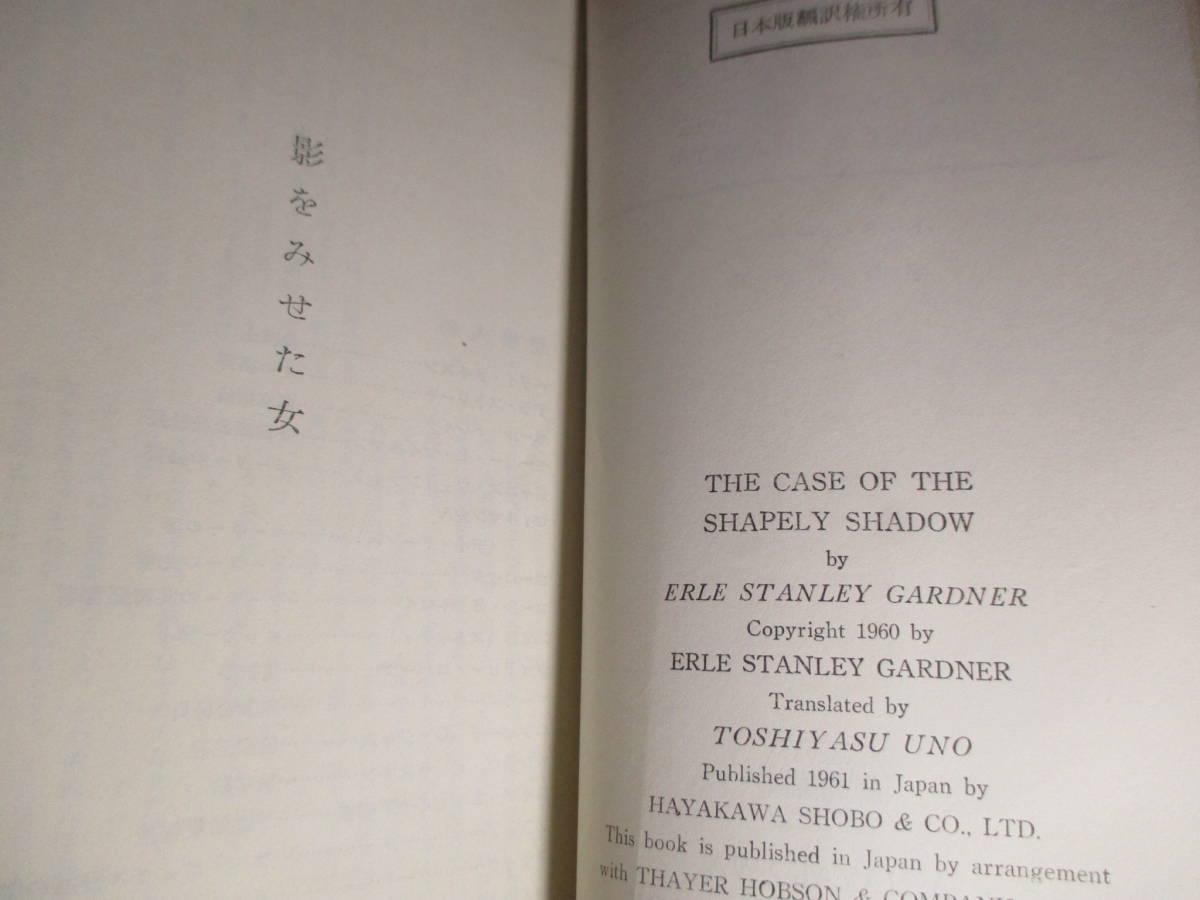 影をみせた女
日本版翻訳権所有
THE CASE OF THE
SHAPELY SHADOW
by
ERLE STANLEY GARDNER
Copyright 1960 by
ERLE STANLEY GARDNER
Translated by
TOSHIYASU UNO
Published 1961 in Japan by
HAYAKAWA SHOBO & CO., LTD.
This book is published in Japan by arrangement
with THAYER HOBSON &